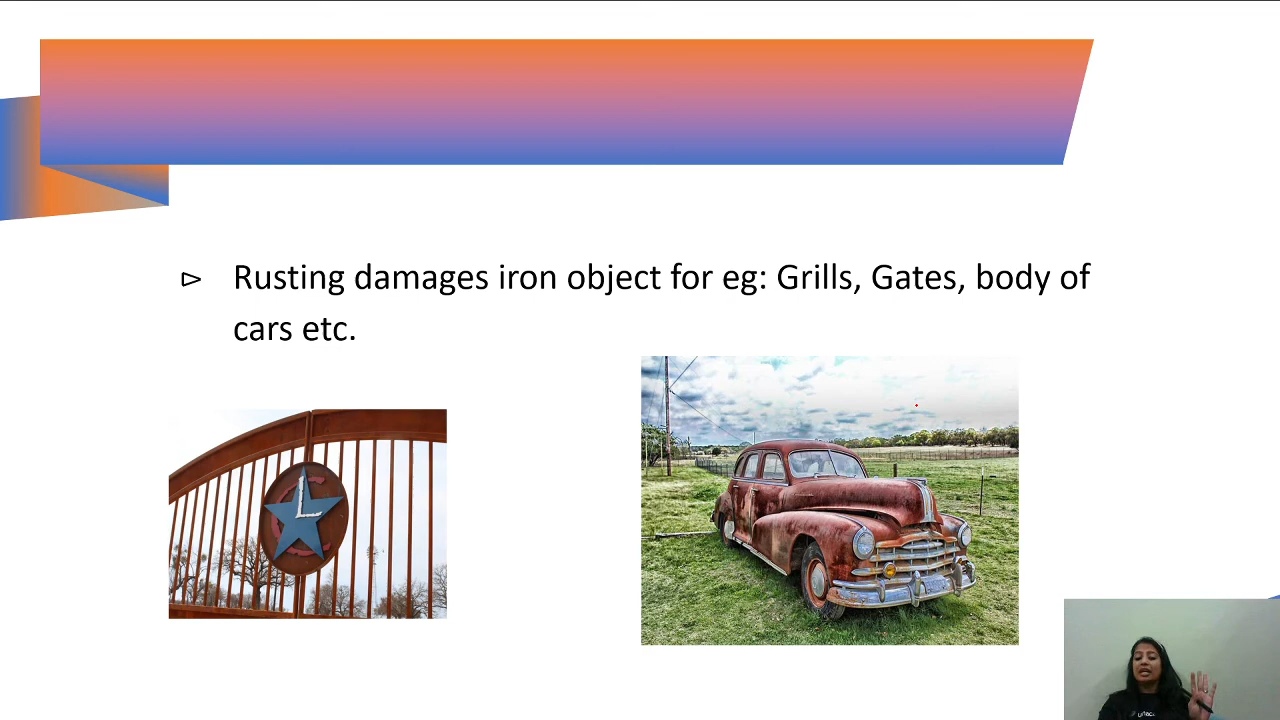 Rusting damages iron object for eg: Grills, Gates, body of
cars etc.
L